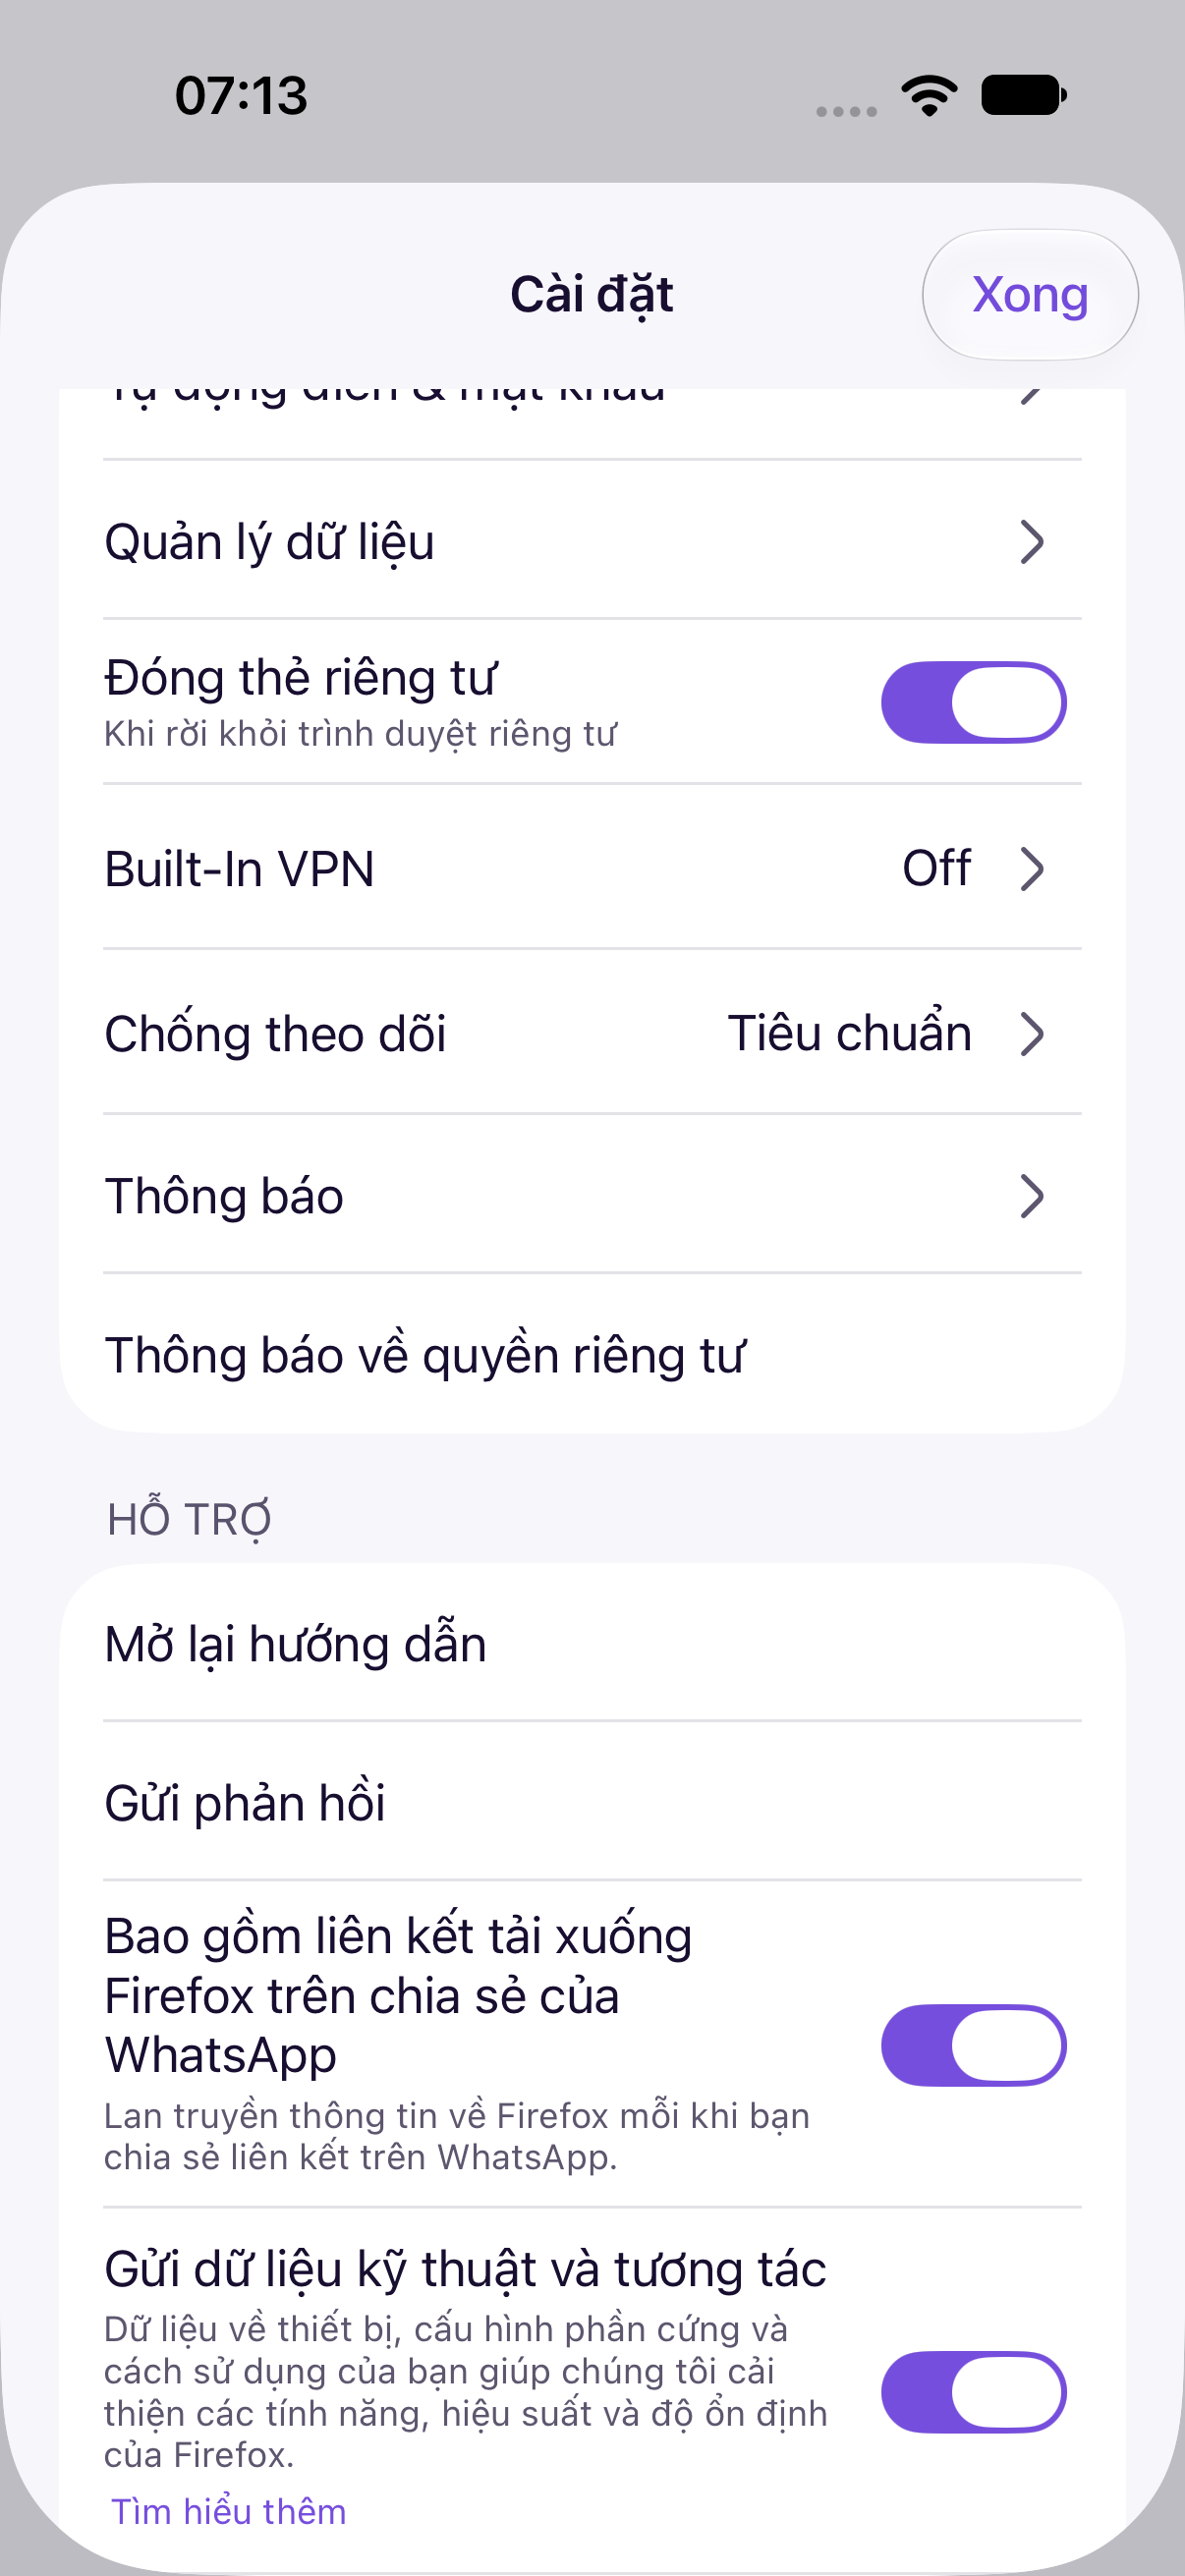 07:13
Cài đặt
Xong
Tự động điền & mật khẩu
Quản lý dữ liệu
Đóng thẻ riêng tư
Khi rời khỏi trình duyệt riêng tư
Built-In VPN
Off
Chống theo dõi
Tiêu chuẩn
Thông báo
Thông báo về quyền riêng tư
HỖ TRỢ
Mở lại hướng dẫn
Gửi phản hồi
Bao gồm liên kết tải xuống
Firefox trên chia sẻ của
WhatsApp
Lan truyền thông tin về Firefox mỗi khi bạn
chia sẻ liên kết trên WhatsApp.
Gửi dữ liệu kỹ thuật và tương tác
Dữ liệu về thiết bị, cấu hình phần cứng và
cách sử dụng của bạn giúp chúng tôi cải
thiện các tính năng, hiệu suất và độ ổn định
của Firefox.
Tìm hiểu thêm